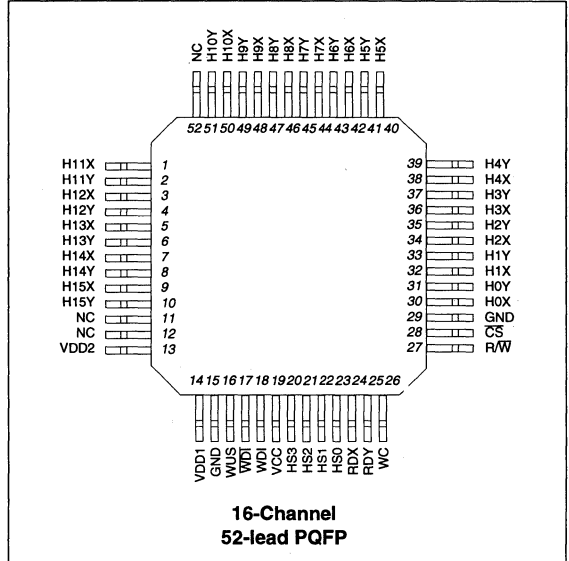 NC H10Y H10X H9Y H9X H8Y H8X H7Y H7X H6Y H6X H5Y H5X
52 51 50 49 48 47 46 45 44 43 42 41 40
H11X 1
H11Y 2
H12X 3
H12Y 4
H13X 5
H13Y 6
H14X 7
H14Y 8
H15X 9
H15Y 10
NC 11
NC 12
VDD2 13
39 H4Y
38 H4X
37 H3Y
36 H3X
35 H2Y
34 H2X
33 H1Y
32 H1X
31 H0Y
30 H0X
29 GND
28 C̅S̅
27 R/W̅
14 15 16 17 18 19 20 21 22 23 24 25 26
VDD1 GND WUS W̅D̅I̅ WDI VCC HS3 HS2 HS1 HS0 RDX RDY WC
16-Channel
52-lead PQFP